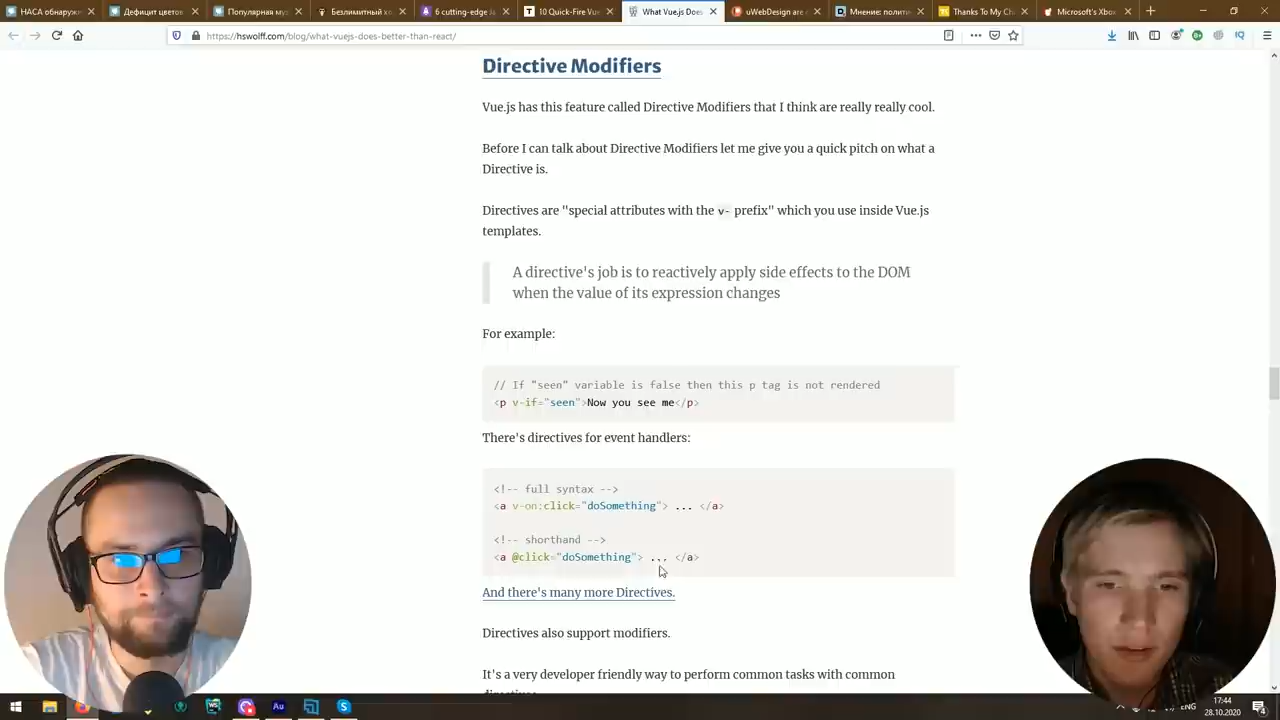 НАСА обнаружи
Дефицит цветов
Популярная муз
Безлимитный хо
6 cutting-edge Ja
10 Quick-Fire Vue
What Vue.js Does
uWebDesign are c
Мнение: полити
Thanks To My Ch
Microsoft's Xbox
https://hswolff.com/blog/what-vuejs-does-better-than-react/
Directive Modifiers
Vue.js has this feature called Directive Modifiers that I think are really really cool.
Before I can talk about Directive Modifiers let me give you a quick pitch on what a
Directive is.
Directives are "special attributes with the v- prefix" which you use inside Vue.js
templates.
A directive's job is to reactively apply side effects to the DOM
when the value of its expression changes
For example:
// If "seen" variable is false then this p tag is not rendered
<p v-if="seen">Now you see me</p>
There's directives for event handlers:
<!-- full syntax -->
<a v-on:click="doSomething"> ... </a>
<!-- shorthand -->
<a @click="doSomething"> ... </a>
And there's many more Directives.
Directives also support modifiers.
It's a very developer friendly way to perform common tasks with common
ENG
17:44
28.10.2020